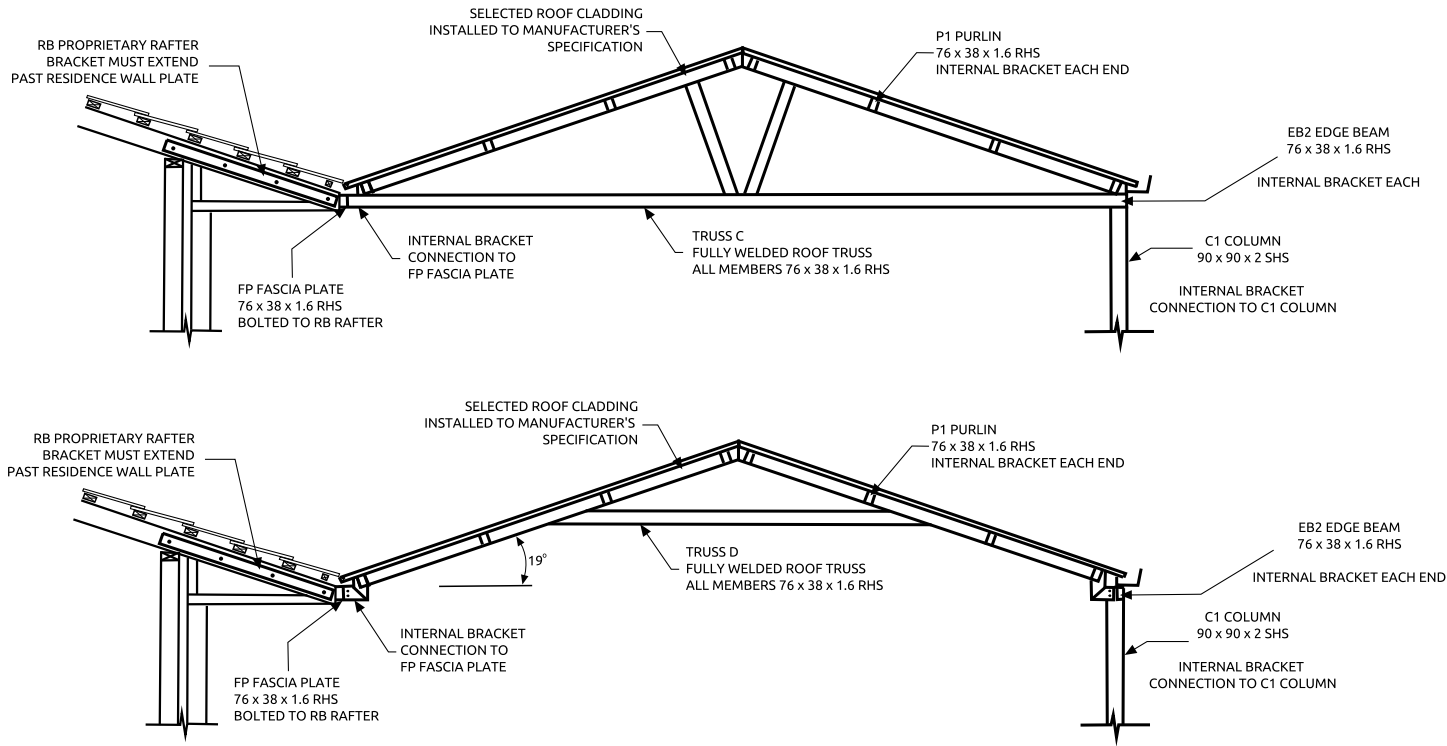 SELECTED ROOF CLADDING
INSTALLED TO MANUFACTURER'S
SPECIFICATION
RB PROPRIETARY RAFTER
BRACKET MUST EXTEND
PAST RESIDENCE WALL PLATE
P1 PURLIN
76 x 38 x 1.6 RHS
INTERNAL BRACKET EACH END
EB2 EDGE BEAM
76 x 38 x 1.6 RHS
INTERNAL BRACKET EACH
INTERNAL BRACKET
CONNECTION TO
FP FASCIA PLATE
TRUSS C
FULLY WELDED ROOF TRUSS
ALL MEMBERS 76 x 38 x 1.6 RHS
C1 COLUMN
90 x 90 x 2 SHS
INTERNAL BRACKET
CONNECTION TO C1 COLUMN
FP FASCIA PLATE
76 x 38 x 1.6 RHS
BOLTED TO RB RAFTER
SELECTED ROOF CLADDING
INSTALLED TO MANUFACTURER'S
SPECIFICATION
RB PROPRIETARY RAFTER
BRACKET MUST EXTEND
PAST RESIDENCE WALL PLATE
P1 PURLIN
76 x 38 x 1.6 RHS
INTERNAL BRACKET EACH END
EB2 EDGE BEAM
76 x 38 x 1.6 RHS
INTERNAL BRACKET EACH END
19°
TRUSS D
FULLY WELDED ROOF TRUSS
ALL MEMBERS 76 x 38 x 1.6 RHS
C1 COLUMN
90 x 90 x 2 SHS
INTERNAL BRACKET
CONNECTION TO C1 COLUMN
INTERNAL BRACKET
CONNECTION TO
FP FASCIA PLATE
FP FASCIA PLATE
76 x 38 x 1.6 RHS
BOLTED TO RB RAFTER